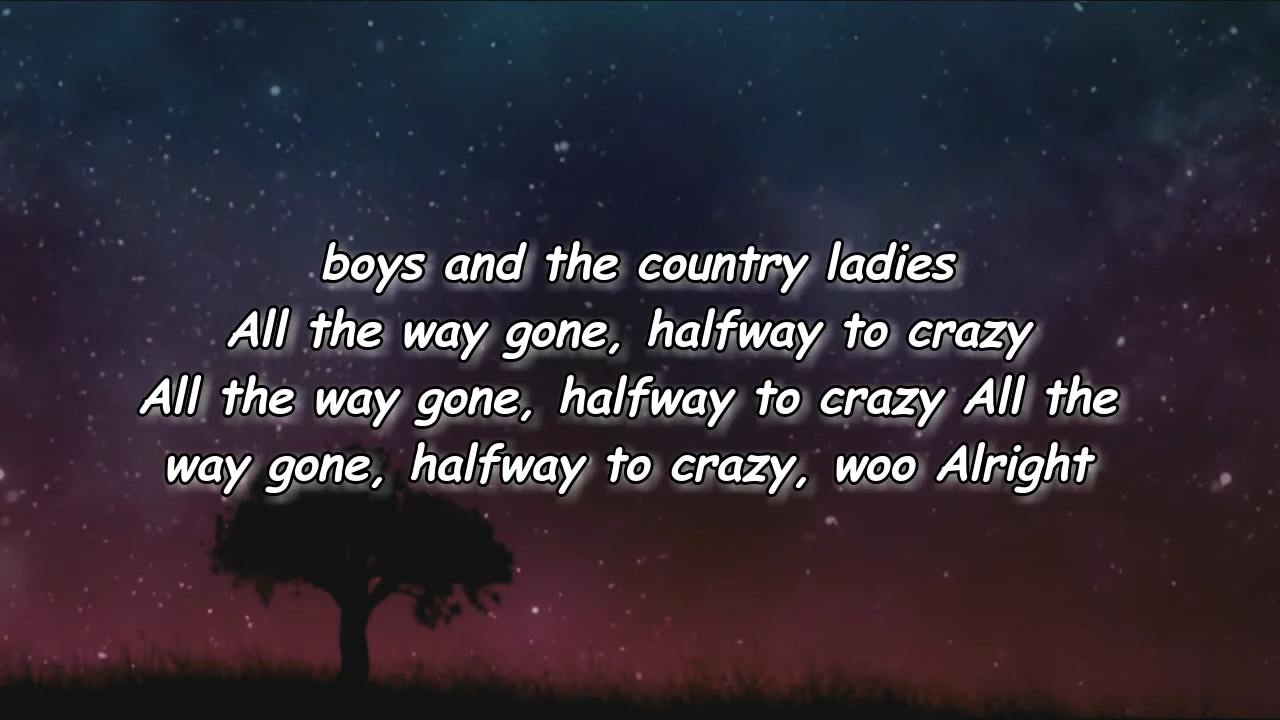 boys and the country ladies
All the way gone, halfway to crazy
All the way gone, halfway to crazy All the
way gone, halfway to crazy, woo Alright